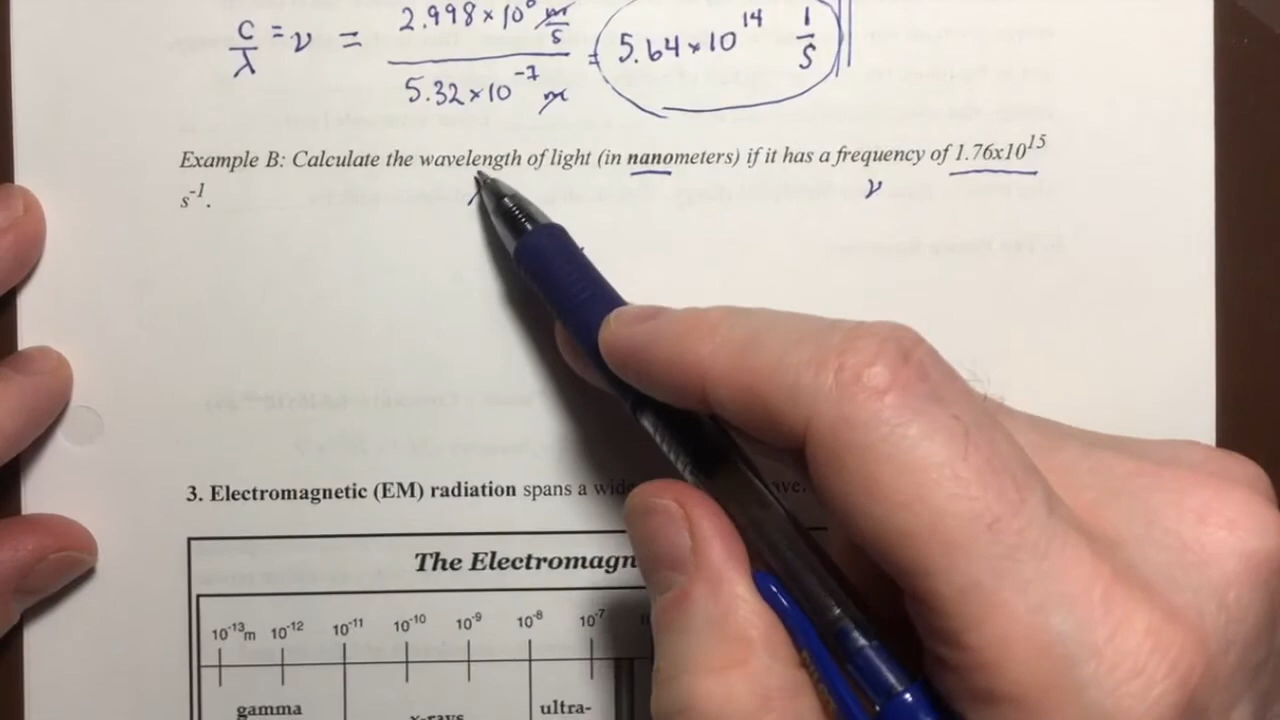 c/λ = ν = 2.998×10⁸ m/s / 5.32×10⁻⁷ m = 5.64×10¹⁴ 1/s
Example B: Calculate the wavelength of light (in nanometers) if it has a frequency of 1.76x10¹⁵
s⁻¹.
λ ν
3. Electromagnetic (EM) radiation spans a
The
10⁻¹³m 10⁻¹² 10⁻¹¹ 10⁻¹⁰ 10⁻⁹ 10⁻⁸ 10⁻⁷
gamma x-rays ultra-